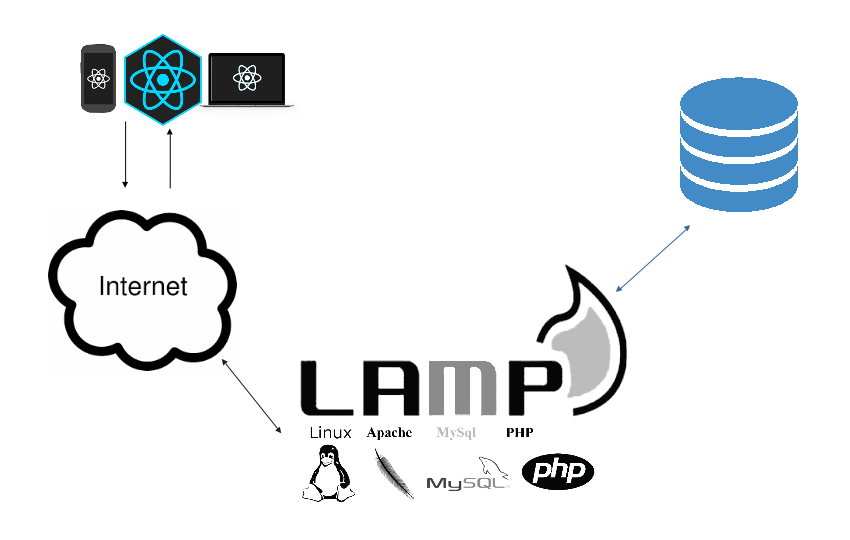 Internet
LAMP
Linux Apache MySql PHP
MySQL php